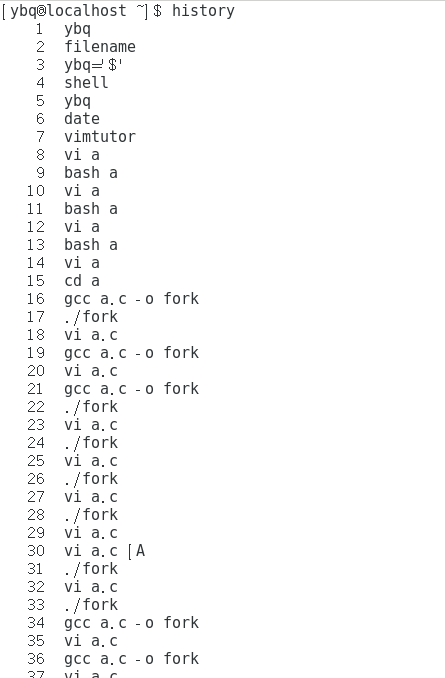 [ybq@localhost ~]$ history
1 ybq
2 filename
3 ybq='$'
4 shell
5 ybq
6 date
7 vimtutor
8 vi a
9 bash a
10 vi a
11 bash a
12 vi a
13 bash a
14 vi a
15 cd a
16 gcc a.c -o fork
17 ./fork
18 vi a.c
19 gcc a.c -o fork
20 vi a.c
21 gcc a.c -o fork
22 ./fork
23 vi a.c
24 ./fork
25 vi a.c
26 ./fork
27 vi a.c
28 ./fork
29 vi a.c
30 vi a.c [A
31 ./fork
32 vi a.c
33 ./fork
34 gcc a.c -o fork
35 vi a.c
36 gcc a.c -o fork
37 vi a.c